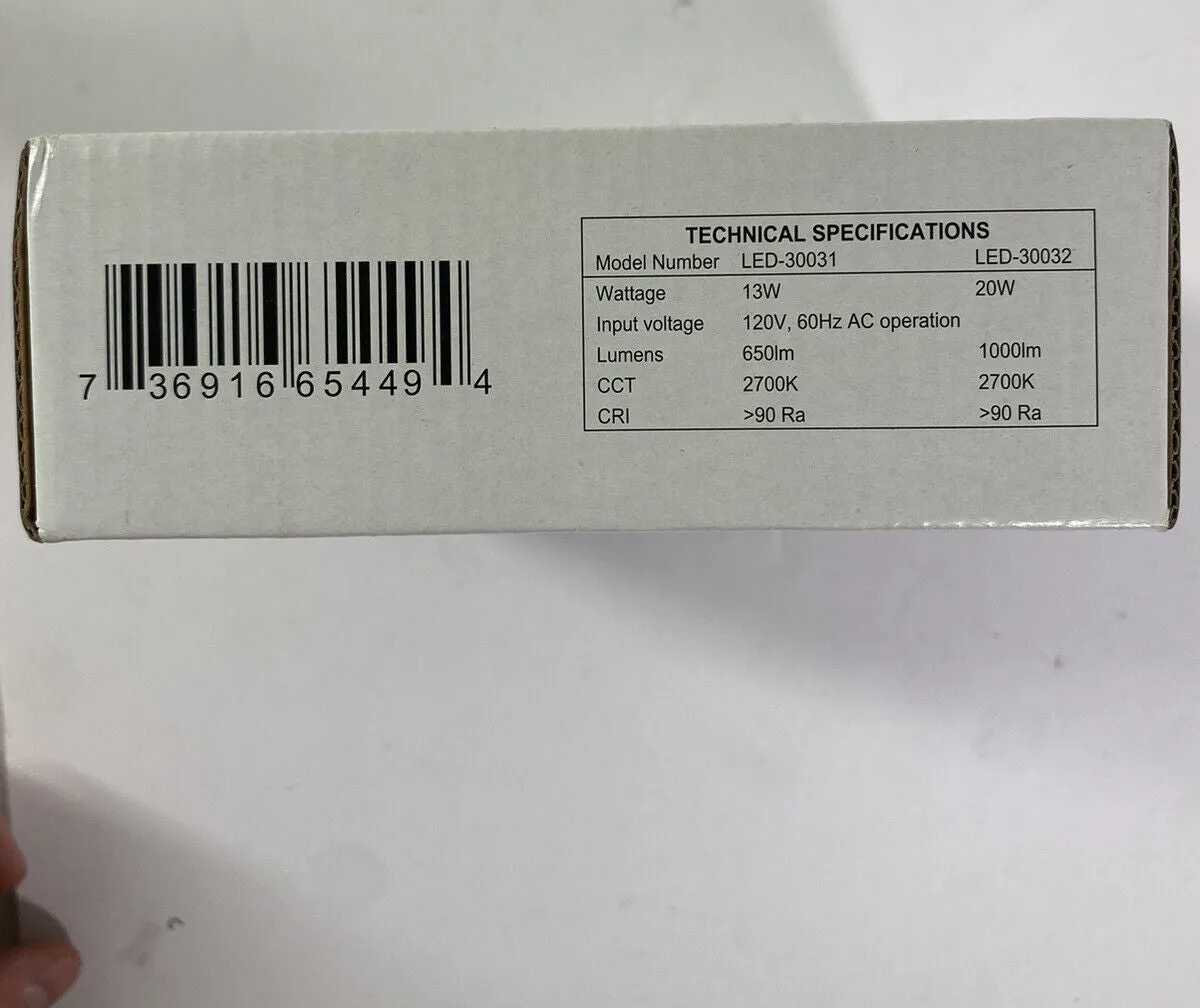 7 36916 65449 4
TECHNICAL SPECIFICATIONS
Model Number LED-30031 LED-30032
Wattage 13W 20W
Input voltage 120V, 60Hz AC operation
Lumens 650lm 1000lm
CCT 2700K 2700K
CRI >90 Ra >90 Ra